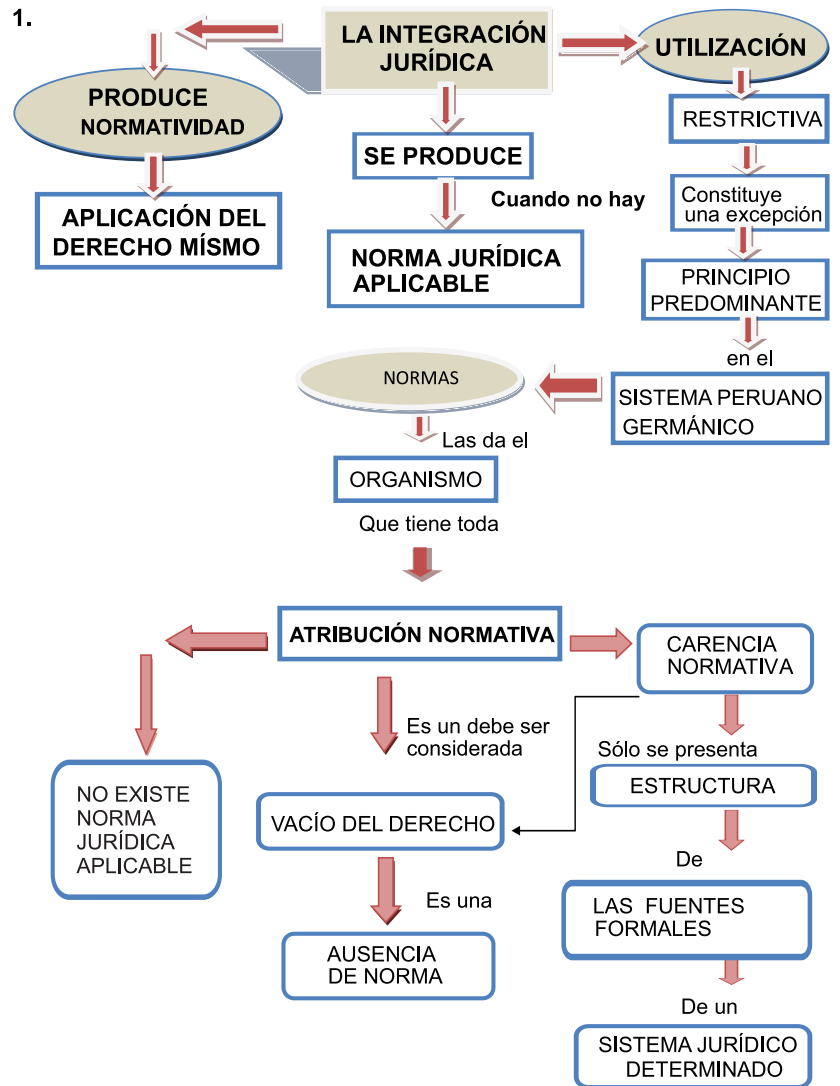 1.
LA INTEGRACIÓN
JURÍDICA
UTILIZACIÓN
PRODUCE
NORMATIVIDAD
RESTRICTIVA
SE PRODUCE
Cuando no hay
Constituye
una excepción
APLICACIÓN DEL
DERECHO MÍSMO
NORMA JURÍDICA
APLICABLE
PRINCIPIO
PREDOMINANTE
en el
NORMAS
SISTEMA PERUANO
GERMÁNICO
Las da el
ORGANISMO
Que tiene toda
ATRIBUCIÓN NORMATIVA
CARENCIA
NORMATIVA
Es un debe ser
considerada
Sólo se presenta
NO EXISTE
NORMA
JURÍDICA
APLICABLE
ESTRUCTURA
VACÍO DEL DERECHO
De
Es una
LAS FUENTES
FORMALES
AUSENCIA
DE NORMA
De un
SISTEMA JURÍDICO
DETERMINADO